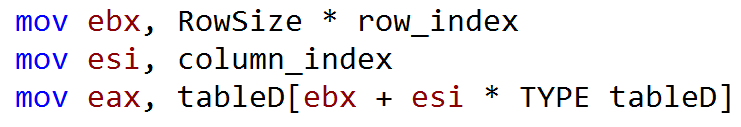 mov ebx, RowSize * row_index
mov esi, column_index
mov eax, tableD[ebx + esi * TYPE tableD]